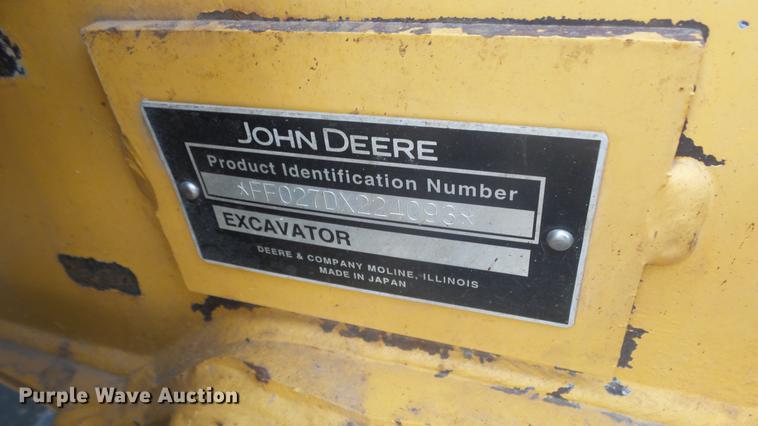 JOHN DEERE
Product Identification Number
*FF027DX224093*
EXCAVATOR
DEERE & COMPANY MOLINE, ILLINOIS
MADE IN JAPAN
Purple Wave Auction